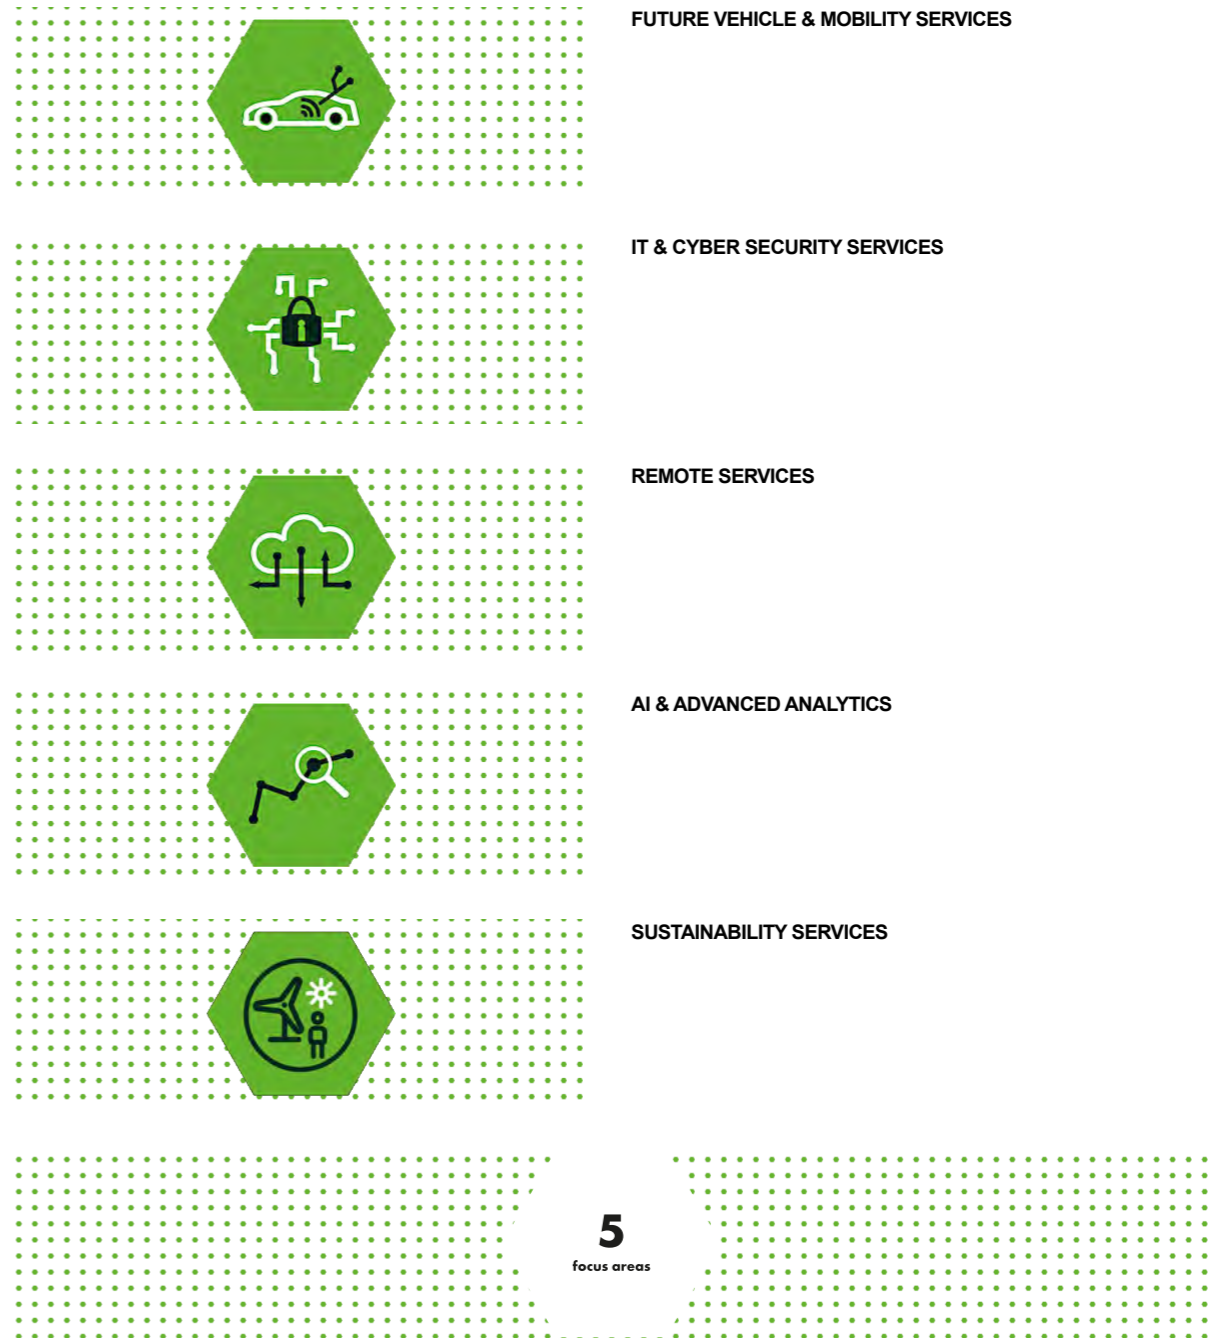 FUTURE VEHICLE & MOBILITY SERVICES
IT & CYBER SECURITY SERVICES
REMOTE SERVICES
AI & ADVANCED ANALYTICS
SUSTAINABILITY SERVICES
5
focus areas